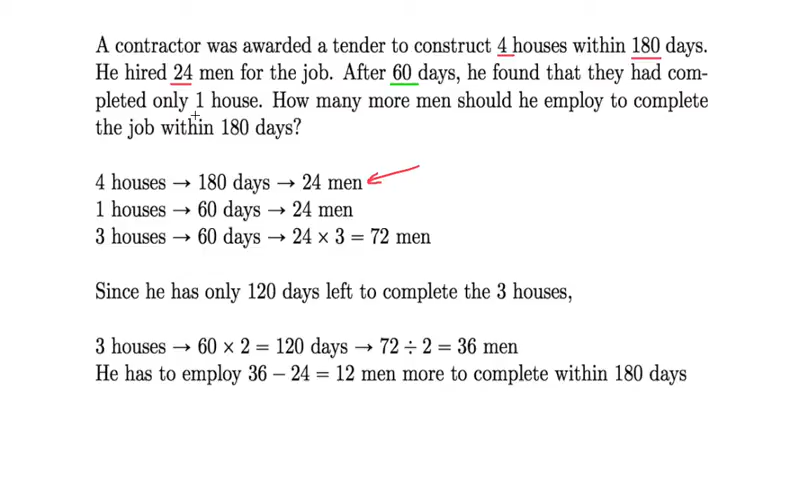 A contractor was awarded a tender to construct 4 houses within 180 days.
He hired 24 men for the job. After 60 days, he found that they had com-
pleted only 1 house. How many more men should he employ to complete
the job within 180 days?
4 houses → 180 days → 24 men
1 houses → 60 days → 24 men
3 houses → 60 days → 24 × 3 = 72 men
Since he has only 120 days left to complete the 3 houses,
3 houses → 60 × 2 = 120 days → 72 ÷ 2 = 36 men
He has to employ 36 − 24 = 12 men more to complete within 180 days